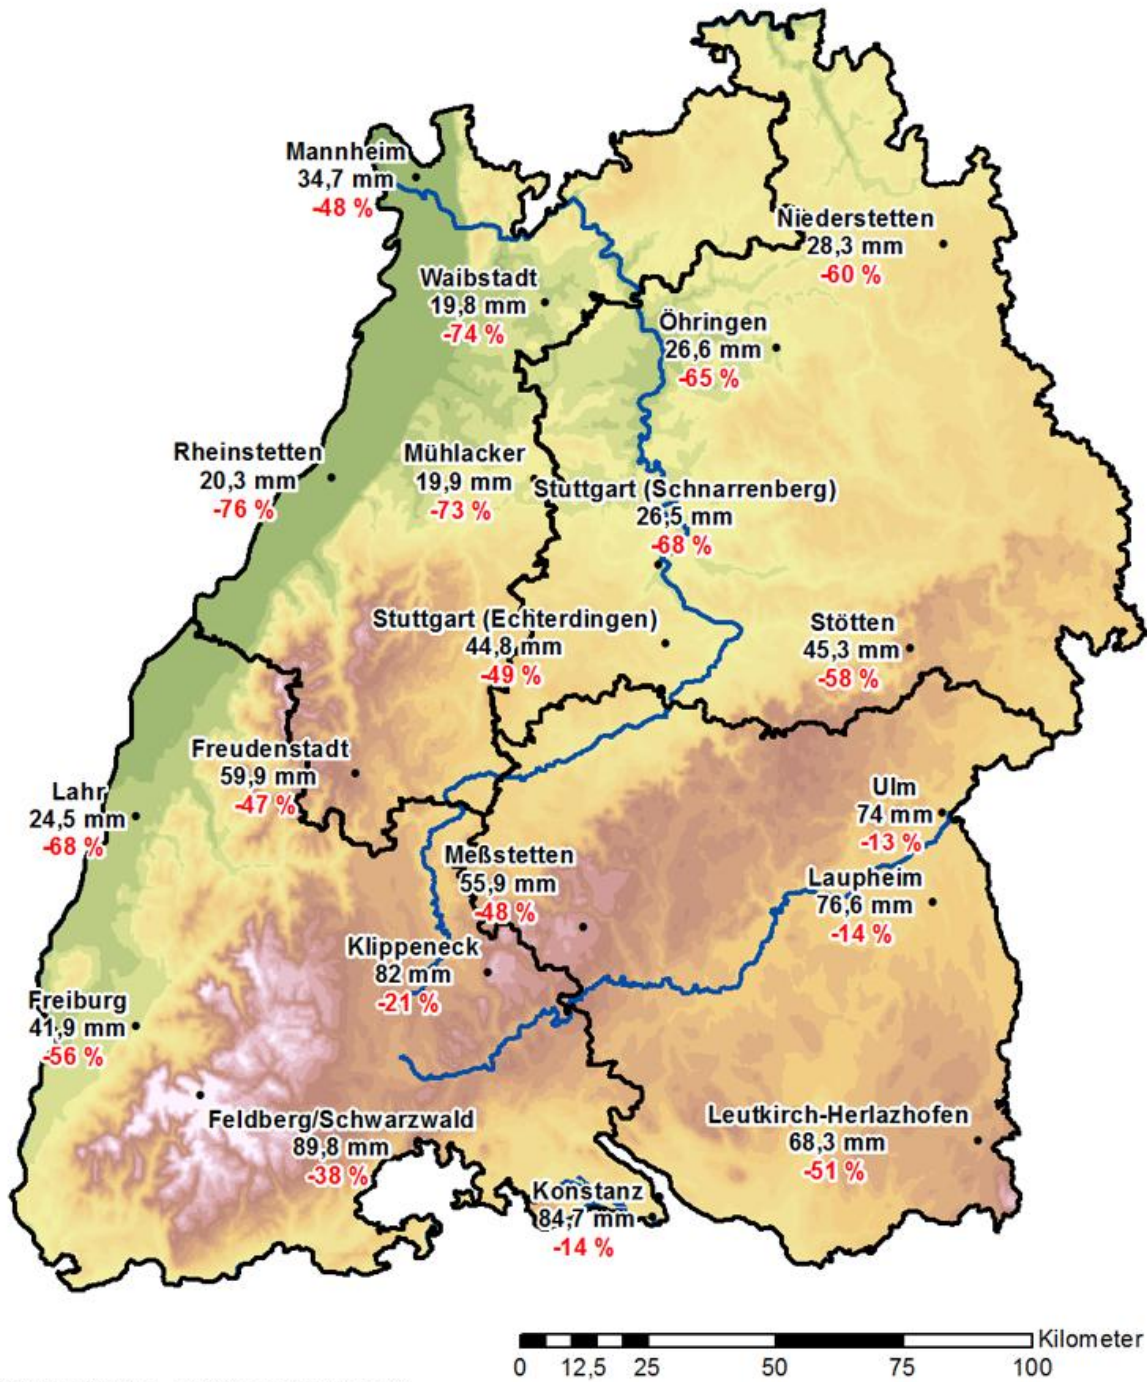 Mannheim
34,7 mm
-48 %
Niederstetten
28,3 mm
-60 %
Waibstadt
19,8 mm
-74 %
Öhringen
26,6 mm
-65 %
Rheinstetten
20,3 mm
-76 %
Mühlacker
19,9 mm
-73 %
Stuttgart (Schnarrenberg)
26,5 mm
-68 %
Stuttgart (Echterdingen)
44,8 mm
-49 %
Stötten
45,3 mm
-58 %
Freudenstadt
59,9 mm
-47 %
Lahr
24,5 mm
-68 %
Ulm
74 mm
-13 %
Meßstetten
55,9 mm
-48 %
Laupheim
76,6 mm
-14 %
Klippeneck
82 mm
-21 %
Freiburg
41,9 mm
-56 %
Feldberg/Schwarzwald
89,8 mm
-38 %
Leutkirch-Herlazhofen
68,3 mm
-51 %
Konstanz
84,7 mm
-14 %
Kilometer
0 12,5 25 50 75 100